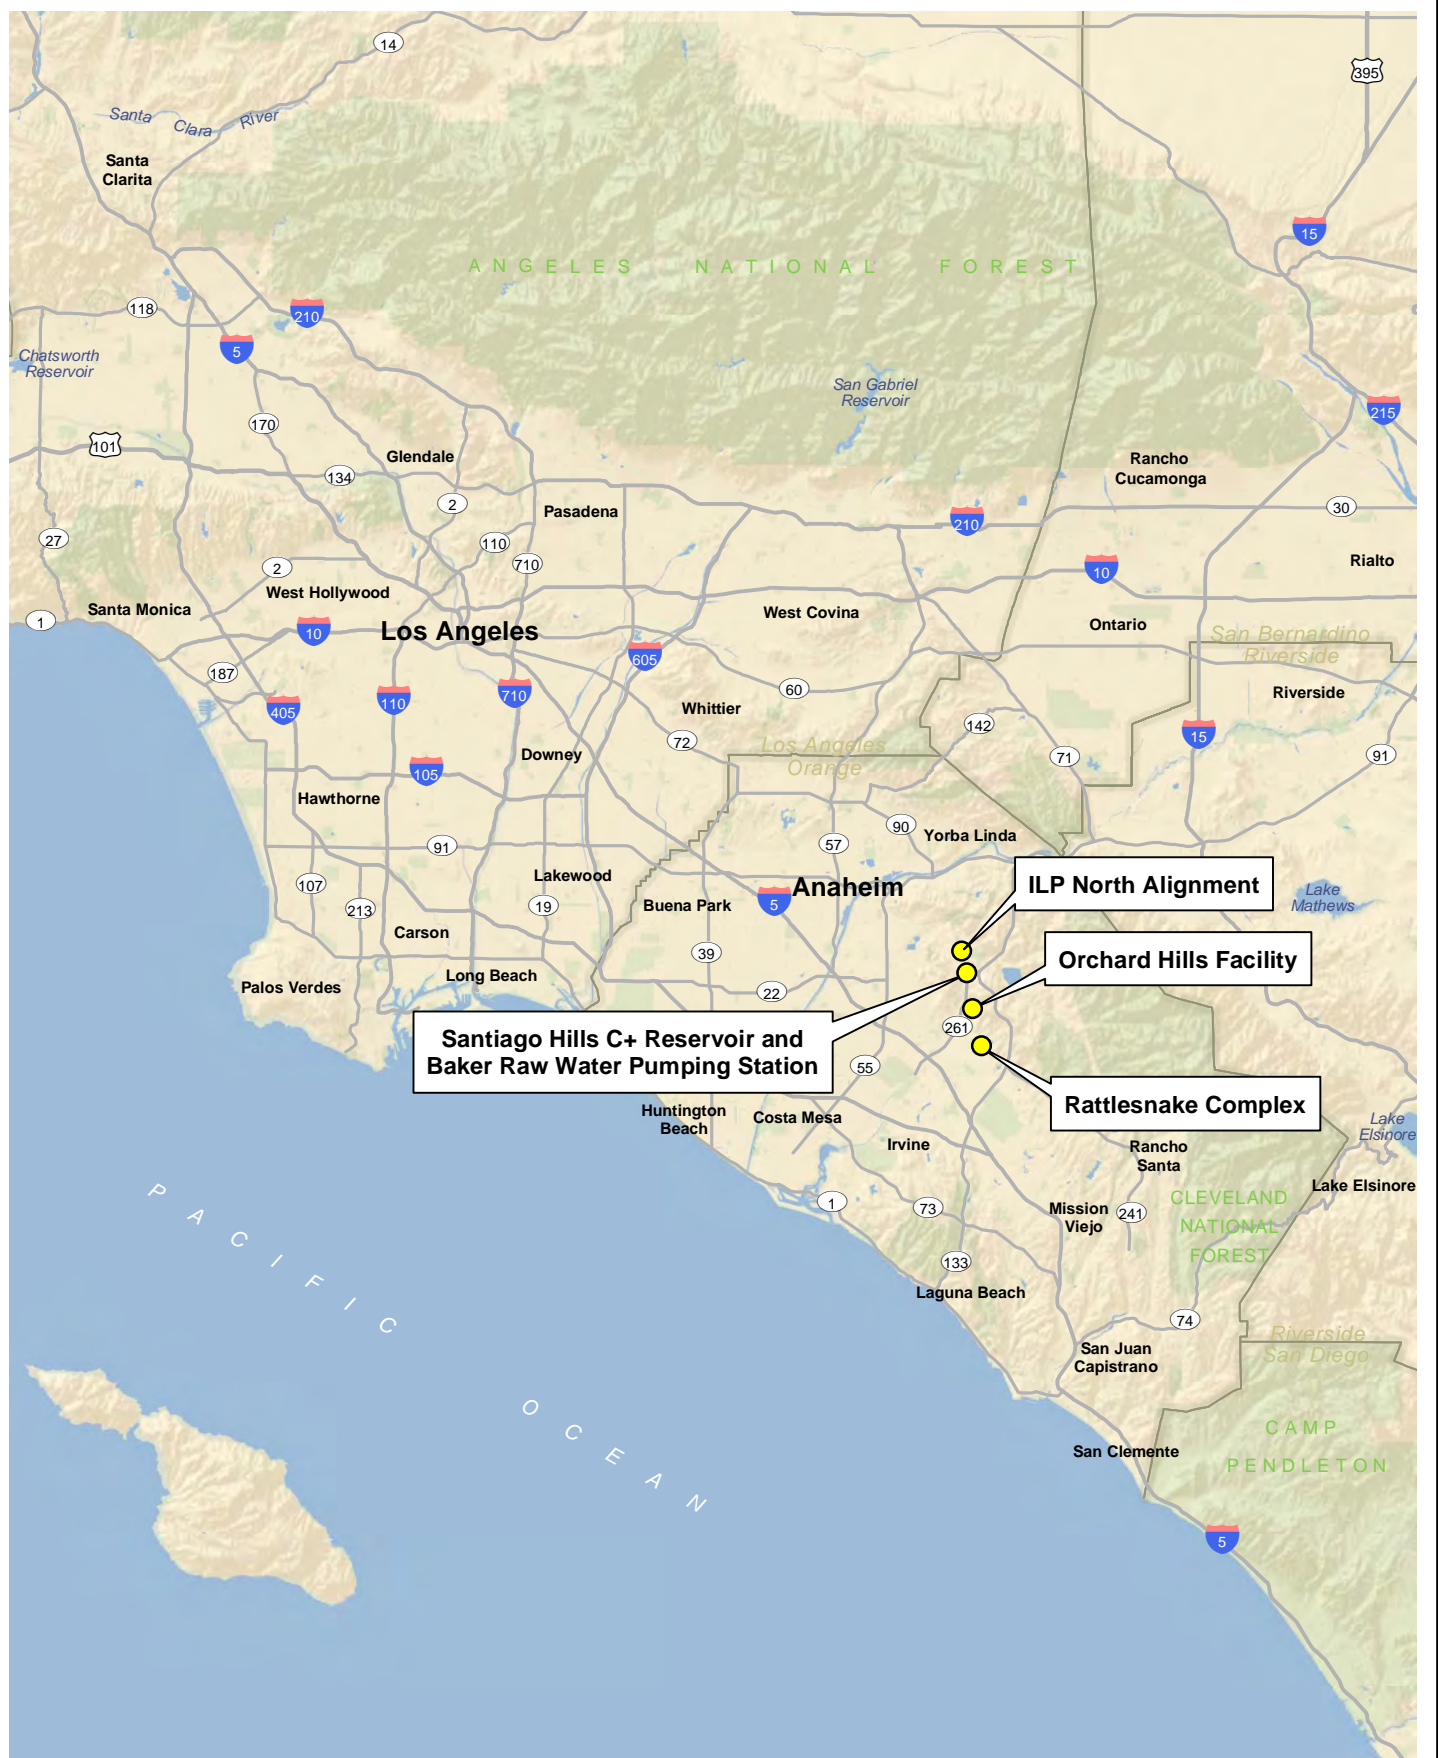 14
395
Santa Clara River
Santa
Clarita
15
ANGELES NATIONAL FOREST
118
210
5
Chatsworth
Reservoir
San Gabriel
Reservoir
215
170
101
Glendale
134
Rancho
Cucamonga
2
Pasadena
30
210
27
110
710
2
10
Rialto
West Hollywood
Santa Monica
1
West Covina
10
Los Angeles
Ontario
San Bernardino
Riverside
605
187
60
Riverside
405
110
710
Whittier
142
15
72
Los Angeles
Orange
Downey
71
91
105
Hawthorne
90
Yorba Linda
91
57
Lakewood
107
Anaheim
ILP North Alignment
5
Buena Park
19
213
Lake
Mathews
Carson
39
Orchard Hills Facility
Long Beach
Palos Verdes
22
261
Santiago Hills C+ Reservoir and
Baker Raw Water Pumping Station
55
Rattlesnake Complex
Huntington
Beach
Costa Mesa
Irvine
Lake
Elsinore
Rancho
Santa
Lake Elsinore
PACIFIC
1
73
Mission
Viejo
241
CLEVELAND
NATIONAL
FOREST
133
Laguna Beach
74
Riverside
San Diego
San Juan
Capistrano
OCEAN
CAMP
PENDLETON
San Clemente
5